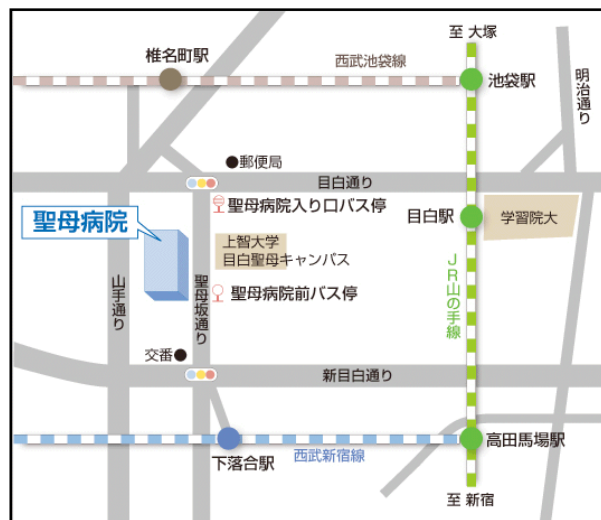 至 大塚
椎名町駅
西武池袋線
池袋駅
明治通り
●郵便局
目白通り
聖母病院入り口バス停
目白駅
学習院大
聖母病院
上智大学
目白聖母キャンパス
山手通り
聖母坂通り
聖母病院前バス停
JR山の手線
交番●
新目白通り
下落合駅
西武新宿線
高田馬場駅
至 新宿